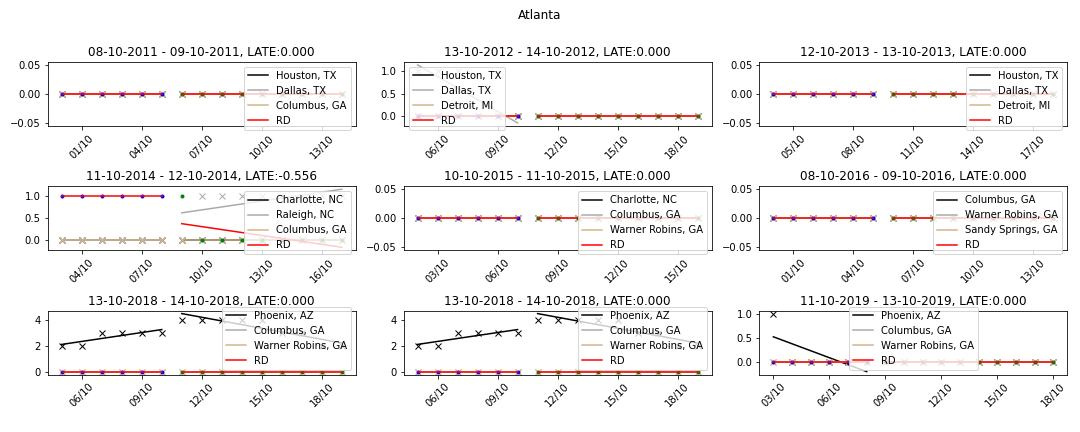 Atlanta
08-10-2011 - 09-10-2011, LATE:0.000
0.05
0.00
−0.05
Houston, TX
Dallas, TX
Columbus, GA
RD
01/10
04/10
07/10
10/10
13/10
13-10-2012 - 14-10-2012, LATE:0.000
1.0
0.5
0.0
Houston, TX
Dallas, TX
Detroit, MI
RD
06/10
09/10
12/10
15/10
18/10
12-10-2013 - 13-10-2013, LATE:0.000
0.05
0.00
−0.05
Houston, TX
Dallas, TX
Detroit, MI
RD
05/10
08/10
11/10
14/10
17/10
11-10-2014 - 12-10-2014, LATE:-0.556
1.0
0.5
0.0
Charlotte, NC
Raleigh, NC
Columbus, GA
RD
04/10
07/10
10/10
13/10
16/10
10-10-2015 - 11-10-2015, LATE:0.000
0.05
0.00
−0.05
Charlotte, NC
Columbus, GA
Warner Robins, GA
RD
03/10
06/10
09/10
12/10
15/10
08-10-2016 - 09-10-2016, LATE:0.000
0.05
0.00
−0.05
Columbus, GA
Warner Robins, GA
Sandy Springs, GA
RD
01/10
04/10
07/10
10/10
13/10
13-10-2018 - 14-10-2018, LATE:0.000
4
2
0
Phoenix, AZ
Columbus, GA
Warner Robins, GA
RD
06/10
09/10
12/10
15/10
18/10
13-10-2018 - 14-10-2018, LATE:0.000
4
2
0
Phoenix, AZ
Columbus, GA
Warner Robins, GA
RD
06/10
09/10
12/10
15/10
18/10
11-10-2019 - 13-10-2019, LATE:0.000
1.0
0.5
0.0
Phoenix, AZ
Columbus, GA
Warner Robins, GA
RD
03/10
06/10
09/10
12/10
15/10
18/10